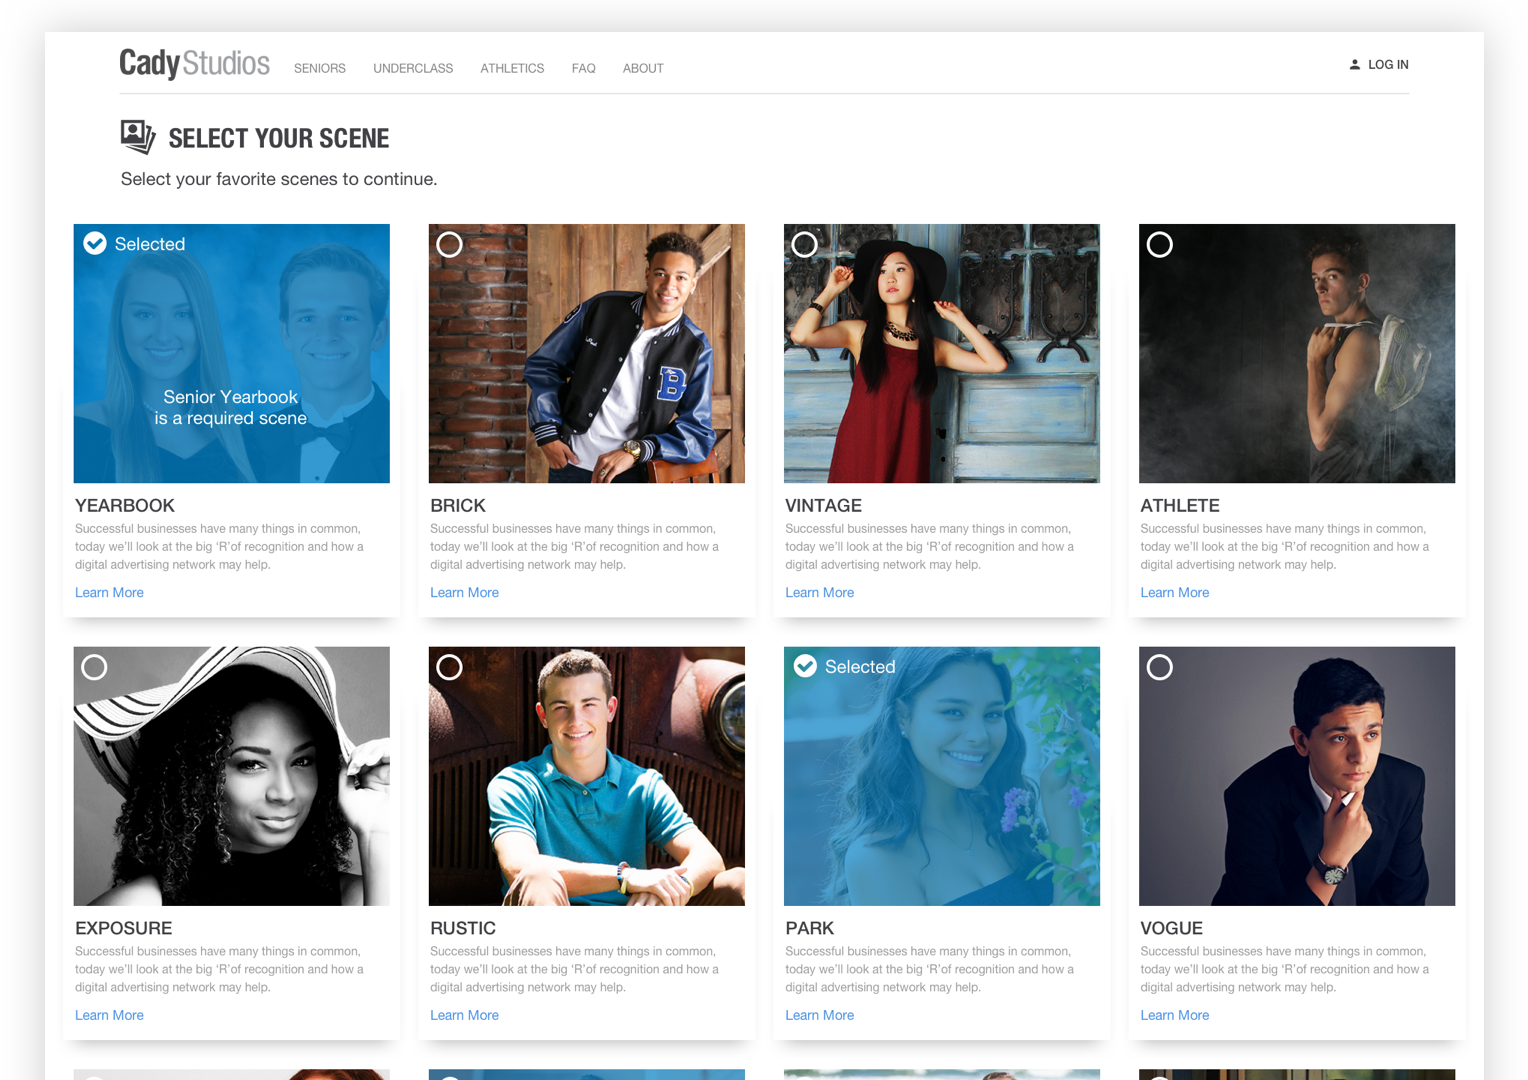 Cady Studios SENIORS UNDERCLASS ATHLETICS FAQ ABOUT LOG IN
SELECT YOUR SCENE
Select your favorite scenes to continue.
Selected
Senior Yearbook
is a required scene
B
YEARBOOK
Successful businesses have many things in common,
today we’ll look at the big ‘R’of recognition and how a
digital advertising network may help.
Learn More
BRICK
Successful businesses have many things in common,
today we’ll look at the big ‘R’of recognition and how a
digital advertising network may help.
Learn More
VINTAGE
Successful businesses have many things in common,
today we’ll look at the big ‘R’of recognition and how a
digital advertising network may help.
Learn More
ATHLETE
Successful businesses have many things in common,
today we’ll look at the big ‘R’of recognition and how a
digital advertising network may help.
Learn More
Selected
EXPOSURE
Successful businesses have many things in common,
today we’ll look at the big ‘R’of recognition and how a
digital advertising network may help.
Learn More
RUSTIC
Successful businesses have many things in common,
today we’ll look at the big ‘R’of recognition and how a
digital advertising network may help.
Learn More
PARK
Successful businesses have many things in common,
today we’ll look at the big ‘R’of recognition and how a
digital advertising network may help.
Learn More
VOGUE
Successful businesses have many things in common,
today we’ll look at the big ‘R’of recognition and how a
digital advertising network may help.
Learn More